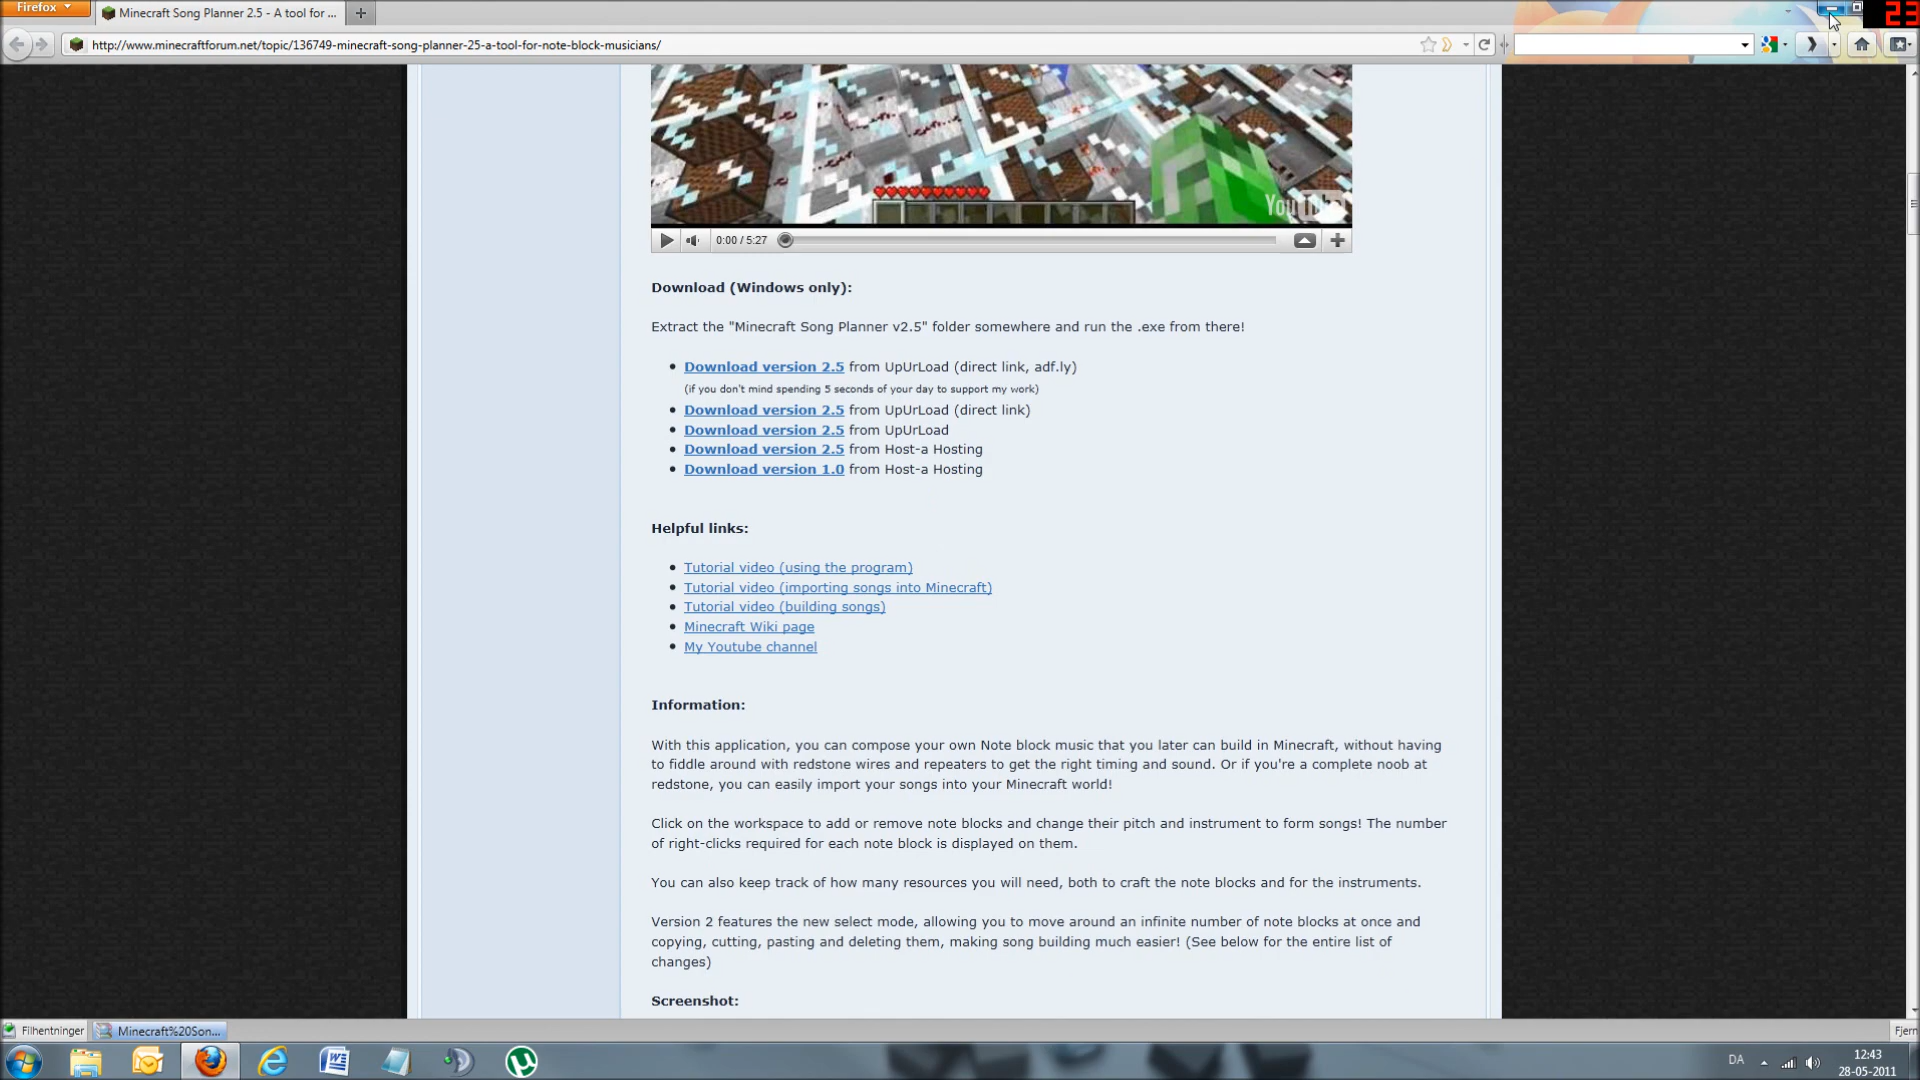 Firefox
Minecraft Song Planner 2.5 - A tool for ...
23
http://www.minecraftforum.net/topic/136749-minecraft-song-planner-25-a-tool-for-note-block-musicians/
YouTube
0:00 / 5:27
Download (Windows only):
Extract the "Minecraft Song Planner v2.5" folder somewhere and run the .exe from there!
Download version 2.5 from UpUrLoad (direct link, adf.ly)
(if you don't mind spending 5 seconds of your day to support my work)
Download version 2.5 from UpUrLoad (direct link)
Download version 2.5 from UpUrLoad
Download version 2.5 from Host-a Hosting
Download version 1.0 from Host-a Hosting
Helpful links:
Tutorial video (using the program)
Tutorial video (importing songs into Minecraft)
Tutorial video (building songs)
Minecraft Wiki page
My Youtube channel
Information:
With this application, you can compose your own Note block music that you later can build in Minecraft, without having
to fiddle around with redstone wires and repeaters to get the right timing and sound. Or if you're a complete noob at
redstone, you can easily import your songs into your Minecraft world!
Click on the workspace to add or remove note blocks and change their pitch and instrument to form songs! The number
of right-clicks required for each note block is displayed on them.
You can also keep track of how many resources you will need, both to craft the note blocks and for the instruments.
Version 2 features the new select mode, allowing you to move around an infinite number of note blocks at once and
copying, cutting, pasting and deleting them, making song building much easier! (See below for the entire list of
changes)
Screenshot:
Filhentninger
Minecraft%20Son...
Fjern
DA
12:43
28-05-2011